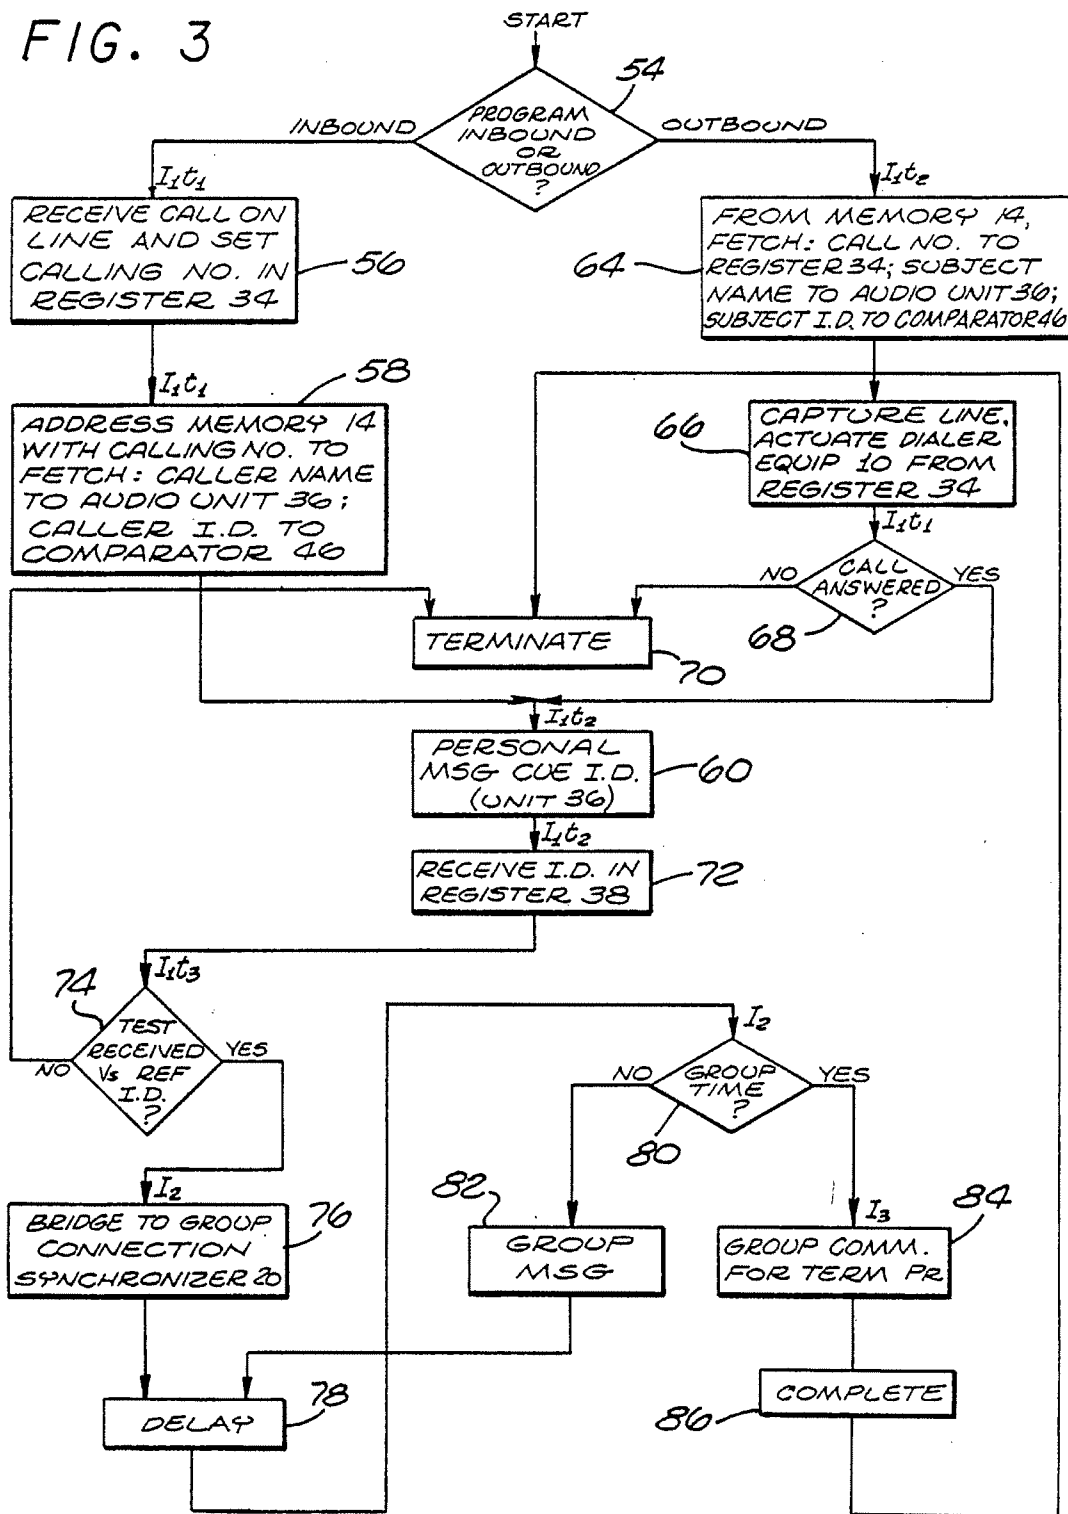 FIG. 3
START
54
PROGRAM
INBOUND
OR
OUTBOUND
?
INBOUND
OUTBOUND
I₁t₁
I₁t₂
RECEIVE CALL ON
LINE AND SET
CALLING NO. IN
REGISTER 34
56
64
FROM MEMORY 14,
FETCH: CALL NO. TO
REGISTER 34; SUBJECT
NAME TO AUDIO UNIT 36;
SUBJECT I.D. TO COMPARATOR 46
I₁t₁
58
ADDRESS MEMORY 14
WITH CALLING NO. TO
FETCH: CALLER NAME
TO AUDIO UNIT 36;
CALLER I.D. TO
COMPARATOR 46
66
CAPTURE LINE,
ACTUATE DIALER
EQUIP 10 FROM
REGISTER 34
I₁t₁
NO
CALL
ANSWERED
?
YES
68
TERMINATE
70
I₁t₂
PERSONAL
MSG CUE I.D.
(UNIT 36)
60
I₁t₂
RECEIVE I.D. IN
REGISTER 38
72
I₁t₃
74
TEST
RECEIVED
Vs REF
I.D.
?
NO
YES
I₂
NO
GROUP
TIME
?
YES
80
I₂
BRIDGE TO GROUP
CONNECTION
SYNCHRONIZER 20
76
82
GROUP
MSG
I₃
84
GROUP COMM.
FOR TERM PR
DELAY
78
COMPLETE
86